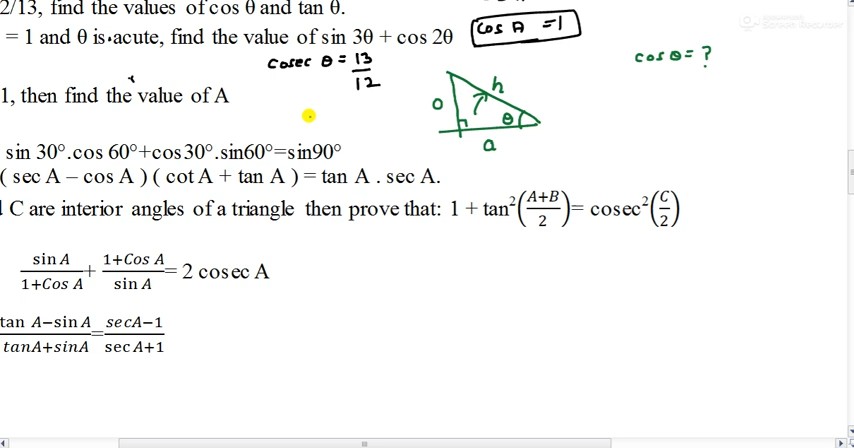 2/13, find the values of cos θ and tan θ.
= 1 and θ is acute, find the value of sin 3θ + cos 2θ
cos A = 1
cosec θ = 13/12
cos θ = ?
1, then find the value of A
h
o
θ
a
sin 30°.cos 60°+cos30°.sin60°=sin90°
( sec A – cos A ) ( cot A + tan A ) = tan A . sec A.
C are interior angles of a triangle then prove that: 1 + tan²((A+B)/2) = cosec²(C/2)
sin A/(1+Cos A) + (1+Cos A)/sin A = 2 cosec A
(tan A−sin A)/(tanA+sinA) = (secA−1)/(sec A+1)